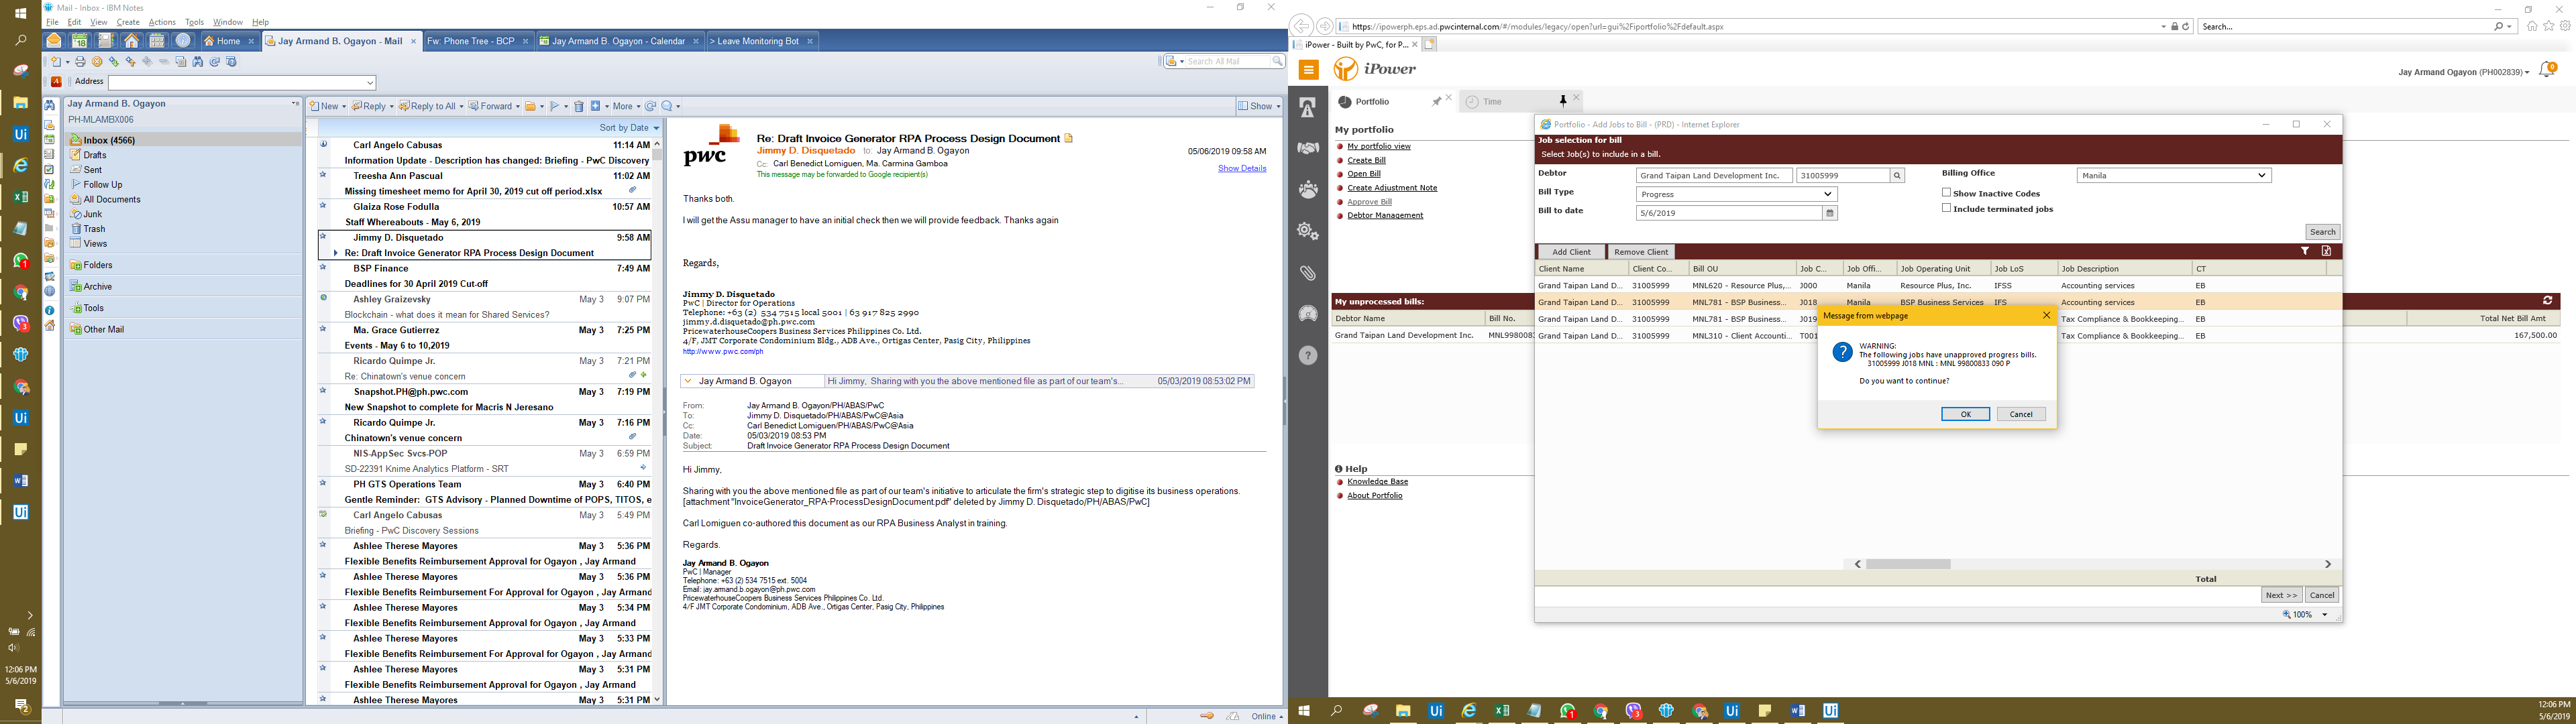 Mail - Inbox - IBM Notes
File Edit View Create Actions Tools Window Help
Home
Jay Armand B. Ogayon - Mail
Fw: Phone Tree - BCP
Jay Armand B. Ogayon - Calendar
> Leave Monitoring Bot
Search All Mail
Address
Jay Armand B. Ogayon
PH-MLAMBX006
Inbox (4566)
Drafts
Sent
Follow Up
All Documents
Junk
Trash
Views
Folders
Archive
Tools
Other Mail
New Reply Reply to All Forward More Show
Sort by Date
Carl Angelo Cabusas 11:14 AM
Information Update - Description has changed: Briefing - PwC Discovery
Treesha Ann Pascual 11:02 AM
Missing timesheet memo for April 30, 2019 cut off period.xlsx
Glaiza Rose Fodulla 10:57 AM
Staff Whereabouts - May 6, 2019
Jimmy D. Disquetado 9:58 AM
Re: Draft Invoice Generator RPA Process Design Document
BSP Finance 7:49 AM
Deadlines for 30 April 2019 Cut-off
Ashley Graizevsky May 3 9:07 PM
Blockchain - what does it mean for Shared Services?
Ma. Grace Gutierrez May 3 7:25 PM
Events - May 6 to 10,2019
Ricardo Quimpe Jr. May 3 7:21 PM
Re: Chinatown's venue concern
Snapshot.PH@ph.pwc.com May 3 7:19 PM
New Snapshot to complete for Macris N Jeresano
Ricardo Quimpe Jr. May 3 7:16 PM
Chinatown's venue concern
NIS-AppSec Svcs-POP May 3 6:59 PM
SD-22391 Knime Analytics Platform - SRT
PH GTS Operations Team May 3 6:40 PM
Gentle Reminder: GTS Advisory - Planned Downtime of POPS, TITOS, e
Carl Angelo Cabusas May 3 5:49 PM
Briefing - PwC Discovery Sessions
Ashlee Therese Mayores May 3 5:36 PM
Flexible Benefits Reimbursement Approval for Ogayon , Jay Armand
Ashlee Therese Mayores May 3 5:36 PM
Flexible Benefits Reimbursement For Approval for Ogayon , Jay Armand
Ashlee Therese Mayores May 3 5:34 PM
Flexible Benefits Reimbursement Approval for Ogayon , Jay Armand
Ashlee Therese Mayores May 3 5:33 PM
Flexible Benefits Reimbursement For Approval for Ogayon , Jay Armand
Ashlee Therese Mayores May 3 5:31 PM
Flexible Benefits Reimbursement Approval for Ogayon , Jay Armand
Ashlee Therese Mayores May 3 5:31 PM
pwc
Re: Draft Invoice Generator RPA Process Design Document
Jimmy D. Disquetado to: Jay Armand B. Ogayon 05/06/2019 09:58 AM
Cc: Carl Benedict Lomiguen, Ma. Carmina Gamboa
This message may be forwarded to Google recipient(s)
Show Details
Thanks both.
I will get the Assu manager to have an initial check then we will provide feedback. Thanks again
Regards,
Jimmy D. Disquetado
PwC | Director for Operations
Telephone: +63 (2) 534 7515 local 5001 | 63 917 825 2990
jimmy.d.disquetado@ph.pwc.com
PricewaterhouseCoopers Business Services Philippines Co. Ltd.
4/F, JMT Corporate Condominium Bldg., ADB Ave., Ortigas Center, Pasig City, Philippines
http://www.pwc.com/ph
Jay Armand B. Ogayon Hi Jimmy, Sharing with you the above mentioned file as part of our team's... 05/03/2019 08:53:02 PM
From: Jay Armand B. Ogayon/PH/ABAS/PwC
To: Jimmy D. Disquetado/PH/ABAS/PwC@Asia
Cc: Carl Benedict Lomiguen/PH/ABAS/PwC@Asia
Date: 05/03/2019 08:53 PM
Subject: Draft Invoice Generator RPA Process Design Document
Hi Jimmy,
Sharing with you the above mentioned file as part of our team's initiative to articulate the firm's strategic step to digitise its business operations.
[attachment "InvoiceGenerator_RPA-ProcessDesignDocument.pdf" deleted by Jimmy D. Disquetado/PH/ABAS/PwC]
Carl Lomiguen co-authored this document as our RPA Business Analyst in training.
Regards.
Jay Armand B. Ogayon
PwC | Manager
Telephone: +63 (2) 534 7515 ext. 5004
Email: jay.armand.b.ogayon@ph.pwc.com
PricewaterhouseCoopers Business Services Philippines Co. Ltd.
4/F JMT Corporate Condominium, ADB Ave., Ortigas Center, Pasig City, Philippines
Online
12:06 PM
5/6/2019
https://ipowerph.eps.ad.pwcinternal.com/#/modules/legacy/open?url=gui%2Fiportfolio%2Fdefault.aspx
Search...
iPower - Built by PwC, for P...
iPower
Jay Armand Ogayon (PH002839)
0
Portfolio
Time
My portfolio
My portfolio view
Create Bill
Open Bill
Create Adjustment Note
Approve Bill
Debtor Management
My unprocessed bills:
Debtor Name Bill No. Total Net Bill Amt
Grand Taipan Land Development Inc. MNL9980083 167,500.00
Help
Knowledge Base
About Portfolio
Portfolio - Add Jobs to Bill - (PRD) - Internet Explorer
Job selection for bill
Select Job(s) to include in a bill.
Debtor Grand Taipan Land Development Inc. 31005999 Billing Office Manila
Bill Type Progress Show Inactive Codes
Bill to date 5/6/2019 Include terminated jobs
Search
Add Client Remove Client
Client Name Client Co... Bill OU Job C... Job Offi... Job Operating Unit Job LoS Job Description CT
Grand Taipan Land D... 31005999 MNL620 - Resource Plus,... J000 Manila Resource Plus, Inc. IFSS Accounting services EB
Grand Taipan Land D... 31005999 MNL781 - BSP Business... J018 Manila BSP Business Services IFS Accounting services EB
Grand Taipan Land D... 31005999 MNL781 - BSP Business... J019 Tax Compliance & Bookkeeping... EB
Grand Taipan Land D... 31005999 MNL310 - Client Accounti... T001 Tax Compliance & Bookkeeping... EB
Message from webpage
WARNING:
The following jobs have unapproved progress bills.
31005999 J018 MNL : MNL 99800833 090 P
Do you want to continue?
OK Cancel
Total
Next >> Cancel
100%
12:06 PM
5/6/2019